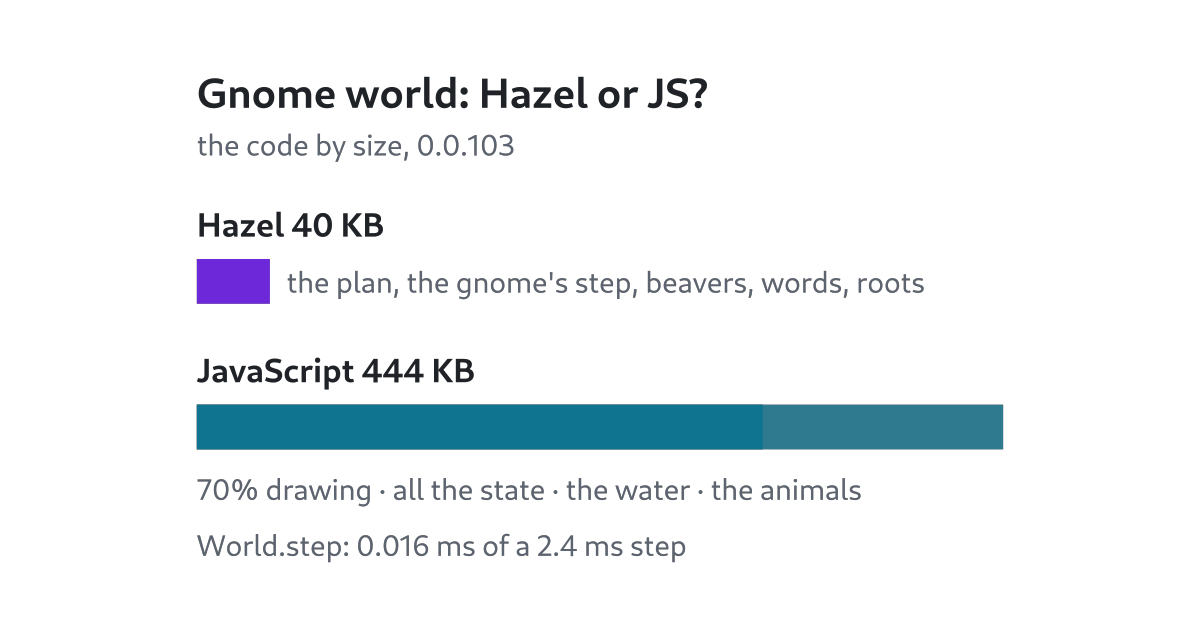 Gnome world: Hazel or JS?
the code by size, 0.0.103
Hazel 40 KB
the plan, the gnome's step, beavers, words, roots
JavaScript 444 KB
70% drawing · all the state · the water · the animals
World.step: 0.016 ms of a 2.4 ms step